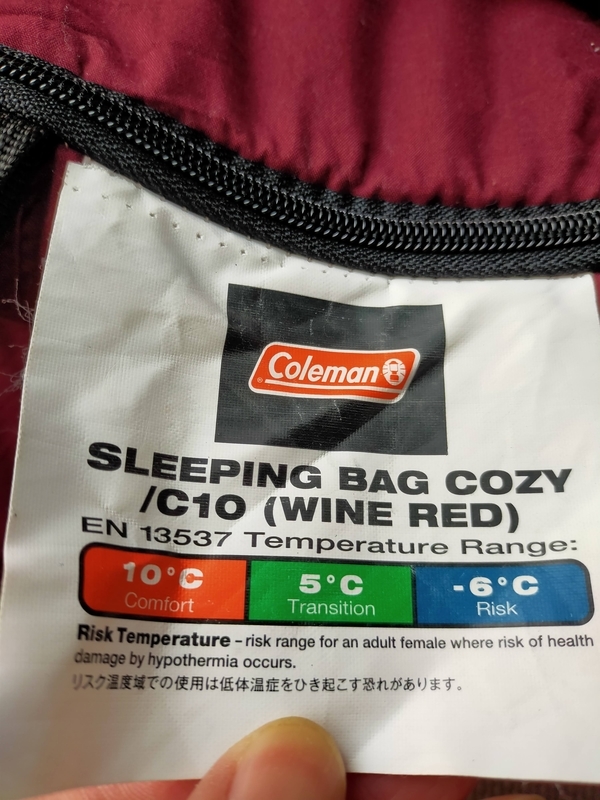 Coleman
SLEEPING BAG COZY
/C10 (WINE RED)
EN 13537 Temperature Range:
10°C 5°C -6°C
Comfort Transition Risk
Risk Temperature – risk range for an adult female where risk of health
damage by hypothermia occurs.
リスク温度域での使用は低体温症をひき起こす恐れがあります。